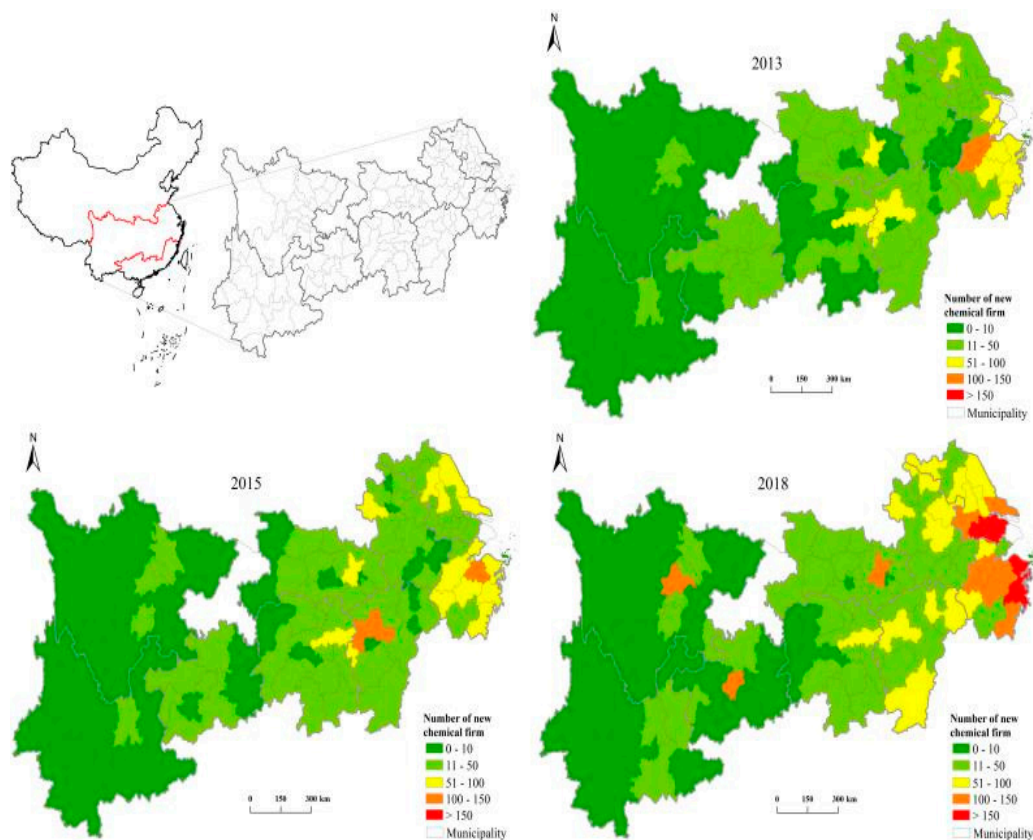 N
2013
Number of new
chemical firm
0 - 10
11 - 50
51 - 100
100 - 150
> 150
Municipality
0 150 300 km
N
2015
Number of new
chemical firm
0 - 10
11 - 50
51 - 100
100 - 150
> 150
Municipality
0 150 300 km
N
2018
Number of new
chemical firm
0 - 10
11 - 50
51 - 100
100 - 150
> 150
Municipality
0 150 300 km